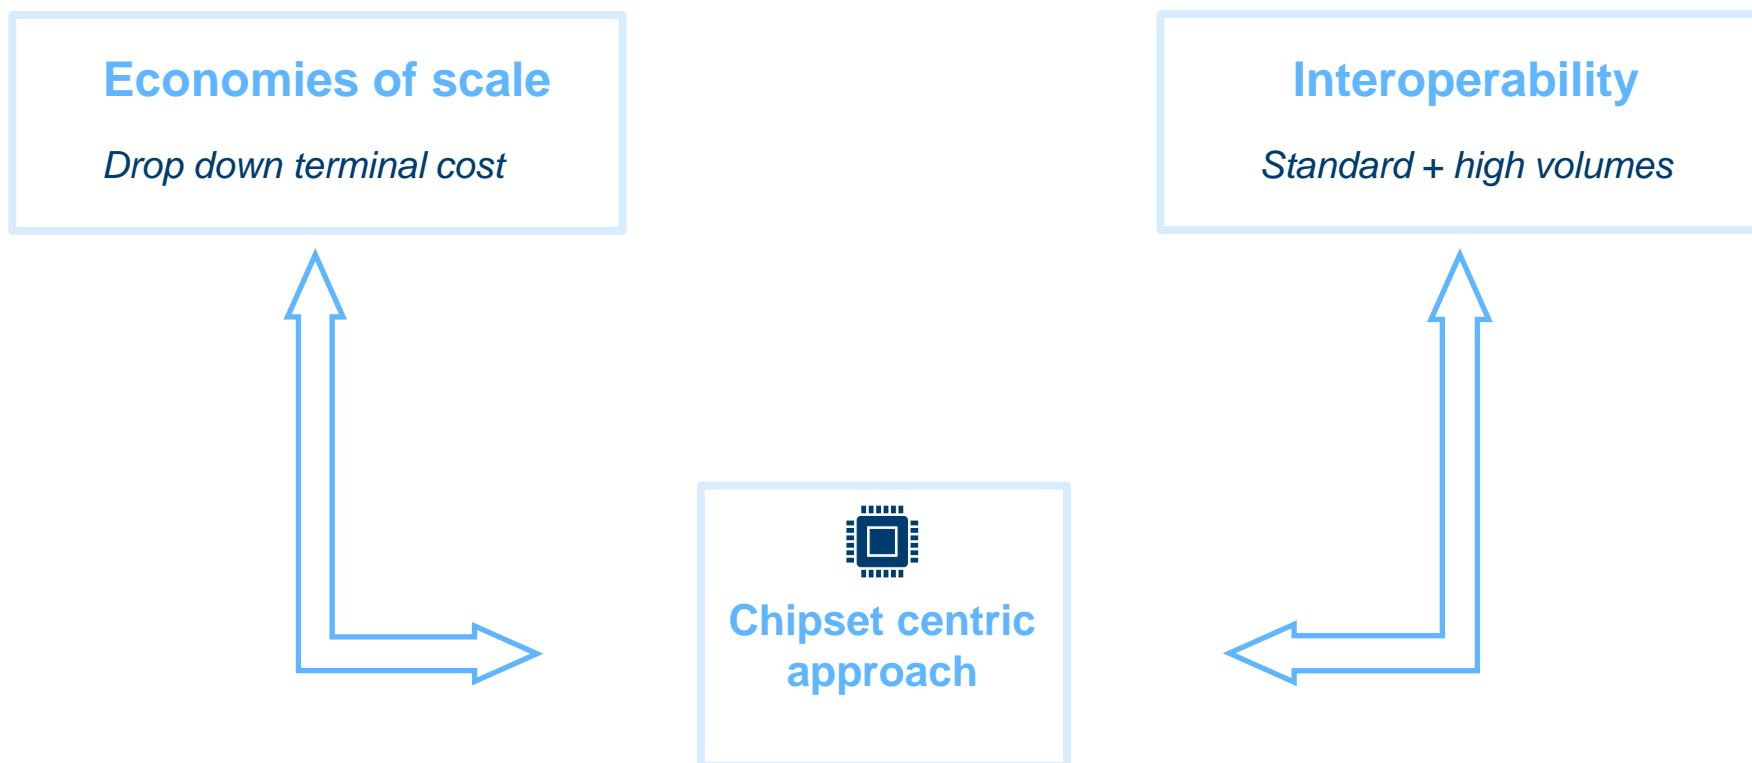 Economies of scale
Drop down terminal cost
Interoperability
Standard + high volumes
Chipset centric
approach